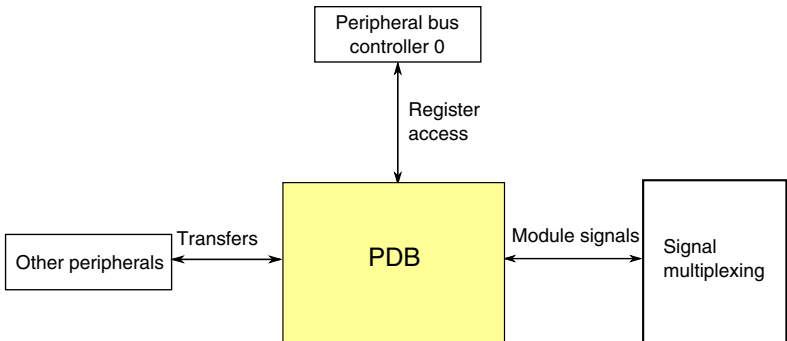 Peripheral bus
controller 0
Register
access
Transfers
Other peripherals
PDB
Module signals
Signal
multiplexing